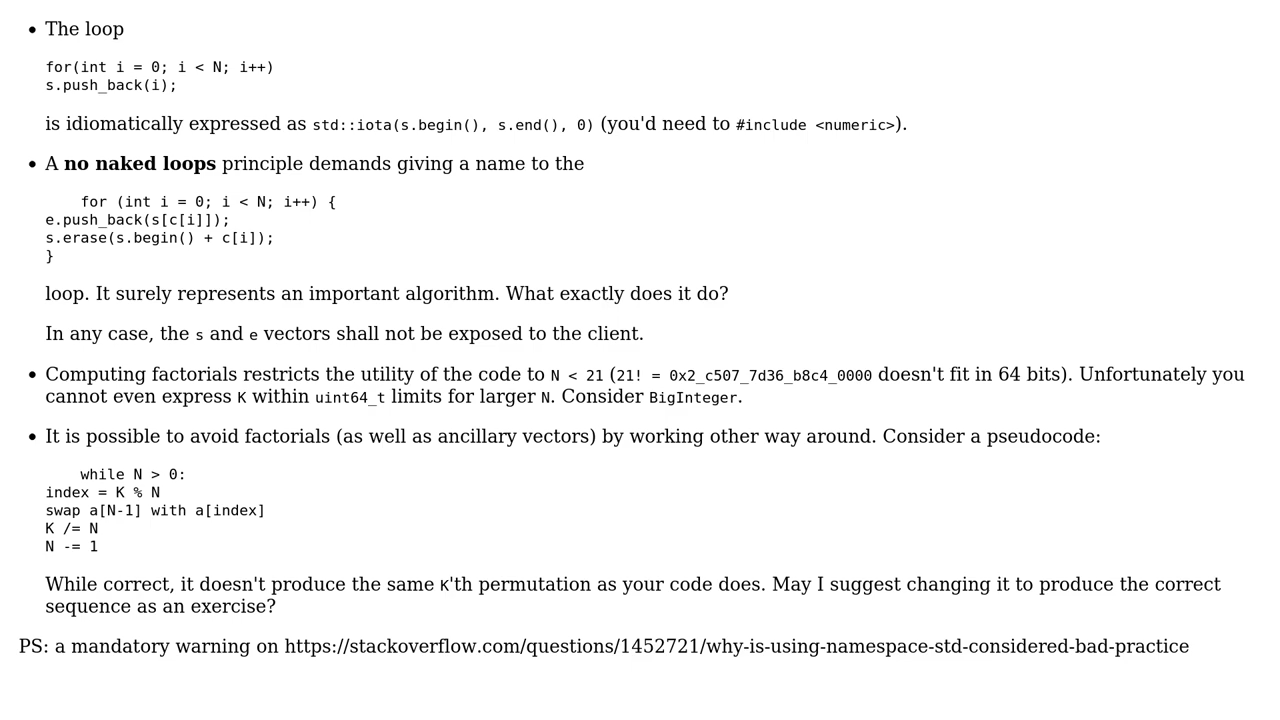 • The loop
for(int i = 0; i < N; i++)
s.push_back(i);
is idiomatically expressed as std::iota(s.begin(), s.end(), 0) (you'd need to #include <numeric>).
• A no naked loops principle demands giving a name to the
    for (int i = 0; i < N; i++) {
e.push_back(s[c[i]]);
s.erase(s.begin() + c[i]);
}
loop. It surely represents an important algorithm. What exactly does it do?
In any case, the s and e vectors shall not be exposed to the client.
• Computing factorials restricts the utility of the code to N < 21 (21! = 0x2_c507_7d36_b8c4_0000 doesn't fit in 64 bits). Unfortunately you
cannot even express K within uint64_t limits for larger N. Consider BigInteger.
• It is possible to avoid factorials (as well as ancillary vectors) by working other way around. Consider a pseudocode:
    while N > 0:
index = K % N
swap a[N-1] with a[index]
K /= N
N -= 1
While correct, it doesn't produce the same K'th permutation as your code does. May I suggest changing it to produce the correct
sequence as an exercise?
PS: a mandatory warning on https://stackoverflow.com/questions/1452721/why-is-using-namespace-std-considered-bad-practice